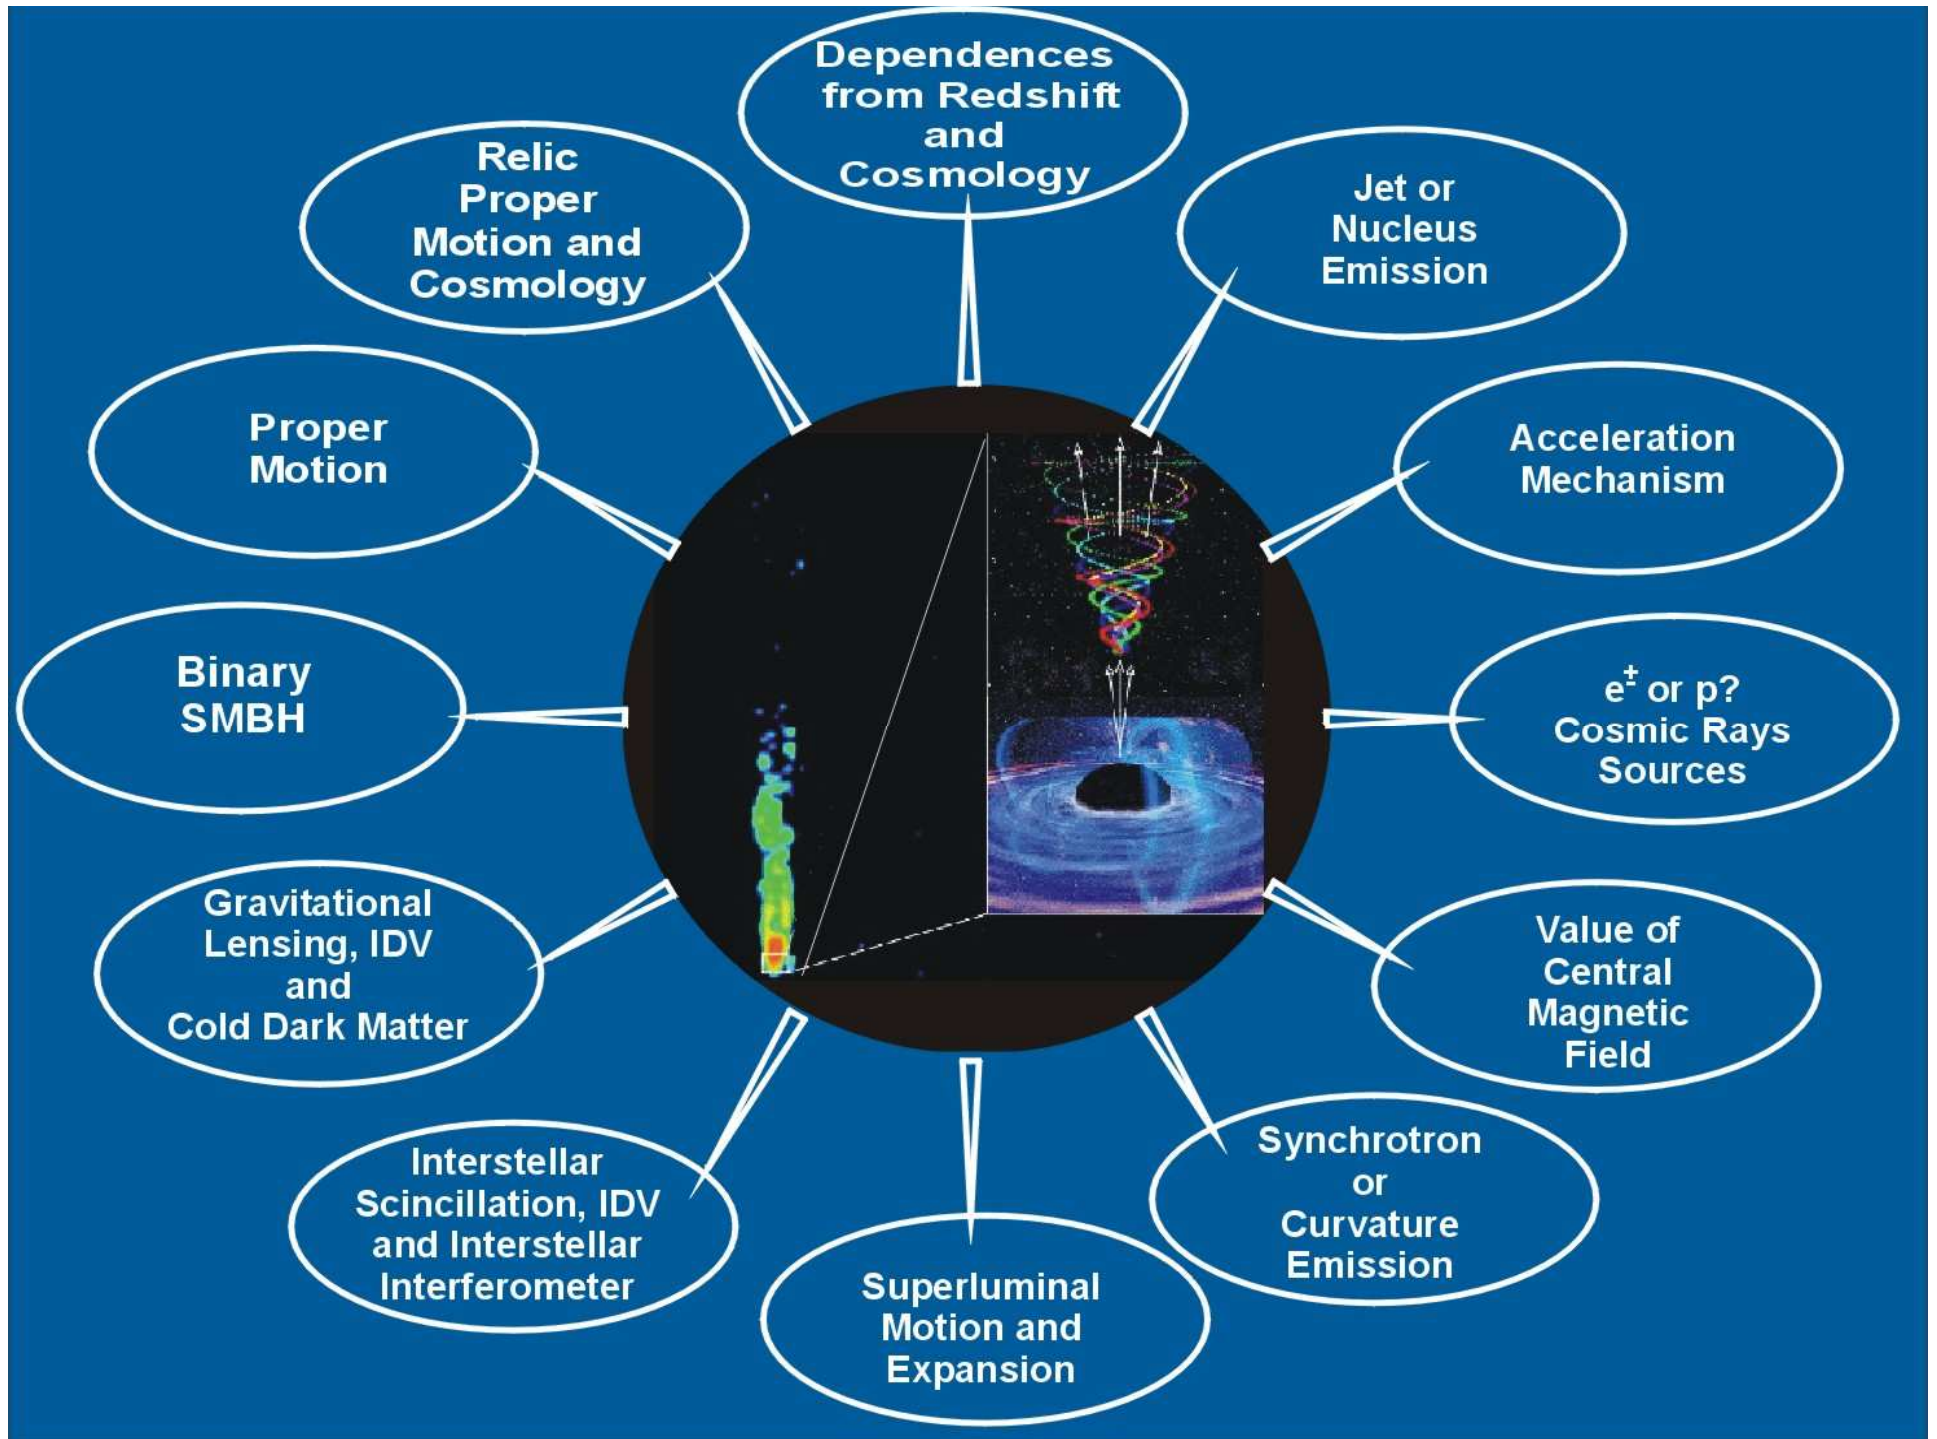 Dependences
from Redshift
and
Cosmology
Jet or
Nucleus
Emission
Acceleration
Mechanism
e± or p?
Cosmic Rays
Sources
Value of
Central
Magnetic
Field
Synchrotron
or
Curvature
Emission
Superluminal
Motion and
Expansion
Interstellar
Scincillation, IDV
and Interstellar
Interferometer
Gravitational
Lensing, IDV
and
Cold Dark Matter
Binary
SMBH
Proper
Motion
Relic
Proper
Motion and
Cosmology